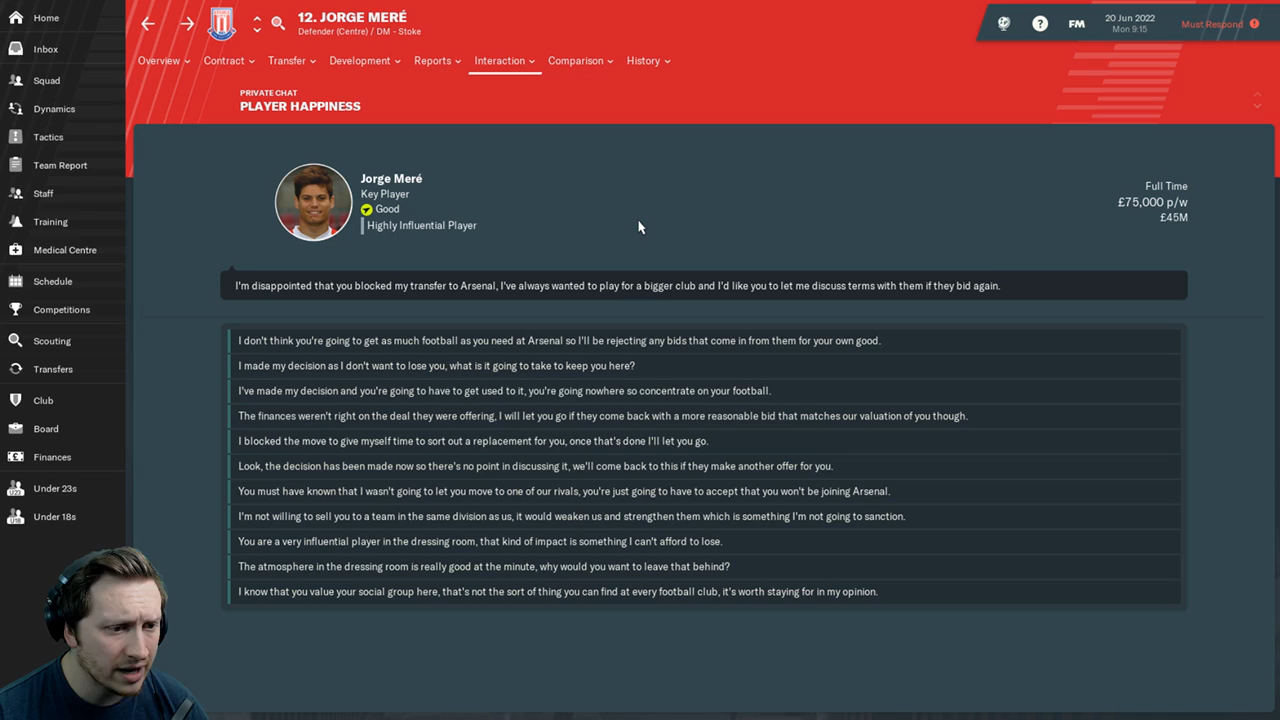 Home
Inbox
Squad
Dynamics
Tactics
Team Report
Staff
Training
Medical Centre
Schedule
Competitions
Scouting
Transfers
Club
Board
Finances
Under 23s
Under 18s
12. JORGE MERÉ
Defender (Centre) / DM - Stoke
FM
20 Jun 2022
Mon 9:15
Must Respond
Overview
Contract
Transfer
Development
Reports
Interaction
Comparison
History
PRIVATE CHAT
PLAYER HAPPINESS
Jorge Meré
Key Player
Good
Highly Influential Player
Full Time
£75,000 p/w
£45M
I'm disappointed that you blocked my transfer to Arsenal, I've always wanted to play for a bigger club and I'd like you to let me discuss terms with them if they bid again.
I don't think you're going to get as much football as you need at Arsenal so I'll be rejecting any bids that come in from them for your own good.
I made my decision as I don't want to lose you, what is it going to take to keep you here?
I've made my decision and you're going to have to get used to it, you're going nowhere so concentrate on your football.
The finances weren't right on the deal they were offering, I will let you go if they come back with a more reasonable bid that matches our valuation of you though.
I blocked the move to give myself time to sort out a replacement for you, once that's done I'll let you go.
Look, the decision has been made now so there's no point in discussing it, we'll come back to this if they make another offer for you.
You must have known that I wasn't going to let you move to one of our rivals, you're just going to have to accept that you won't be joining Arsenal.
I'm not willing to sell you to a team in the same division as us, it would weaken us and strengthen them which is something I'm not going to sanction.
You are a very influential player in the dressing room, that kind of impact is something I can't afford to lose.
The atmosphere in the dressing room is really good at the minute, why would you want to leave that behind?
I know that you value your social group here, that's not the sort of thing you can find at every football club, it's worth staying for in my opinion.